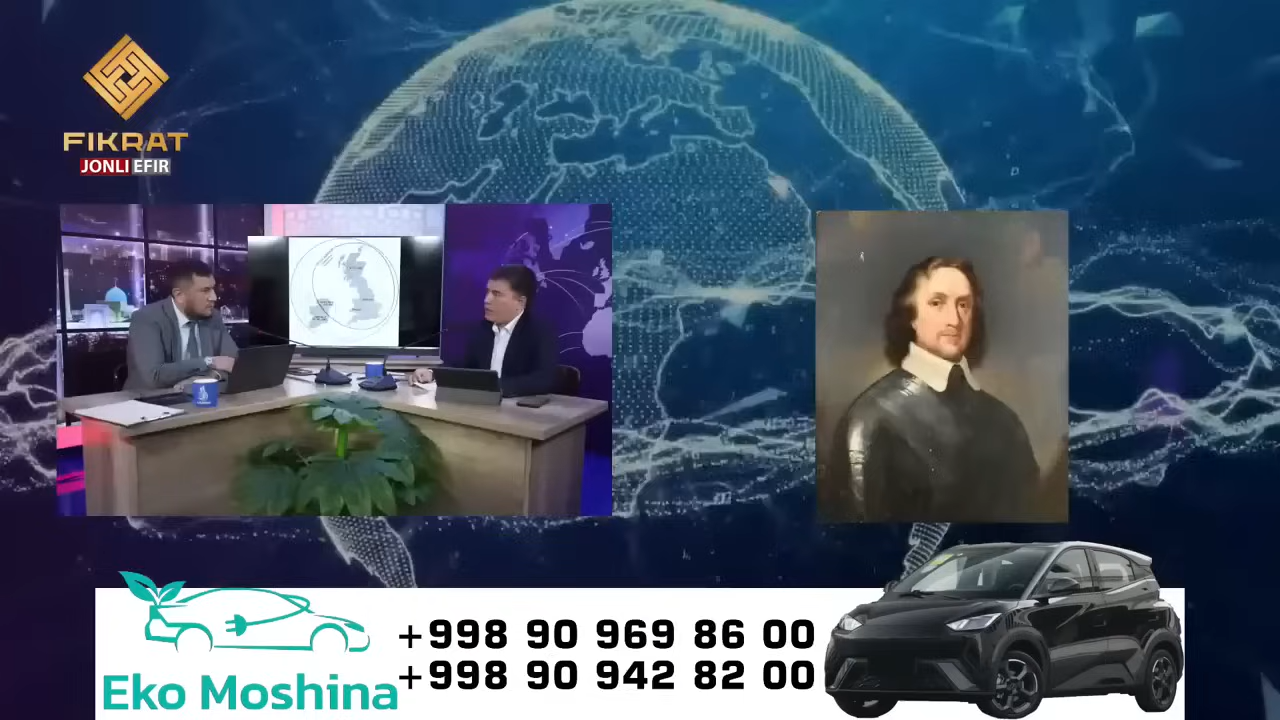 FIKRAT
JONLI EFIR
+998 90 969 86 00
+998 90 942 82 00
Eko Moshina